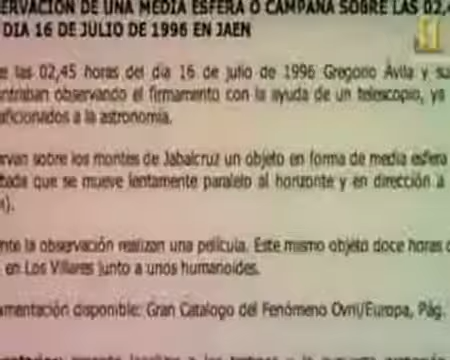 ERVACION DE UNA MEDIA ESFERA O CAMPANA SOBRE LAS 02,4
DIA 16 DE JULIO DE 1996 EN JAEN
e las 02,45 horas del dia 16 de julio de 1996 Gregorio Ávila y su
ntraban observando el firmamento con la ayuda de un telescopio, ya
aficionados a la astronomía.
rvan sobre los montes de Jabalcruz un objeto en forma de media esfera
tada que se mueve lentamente paralelo al horizonte y en dirección a
nte la observación realizan una película. Este mismo objeto doce horas d
en Los Villares junto a unos humanoides.
mentación disponible: Gran Catalogo del Fenómeno Ovni/Europa, Pág.